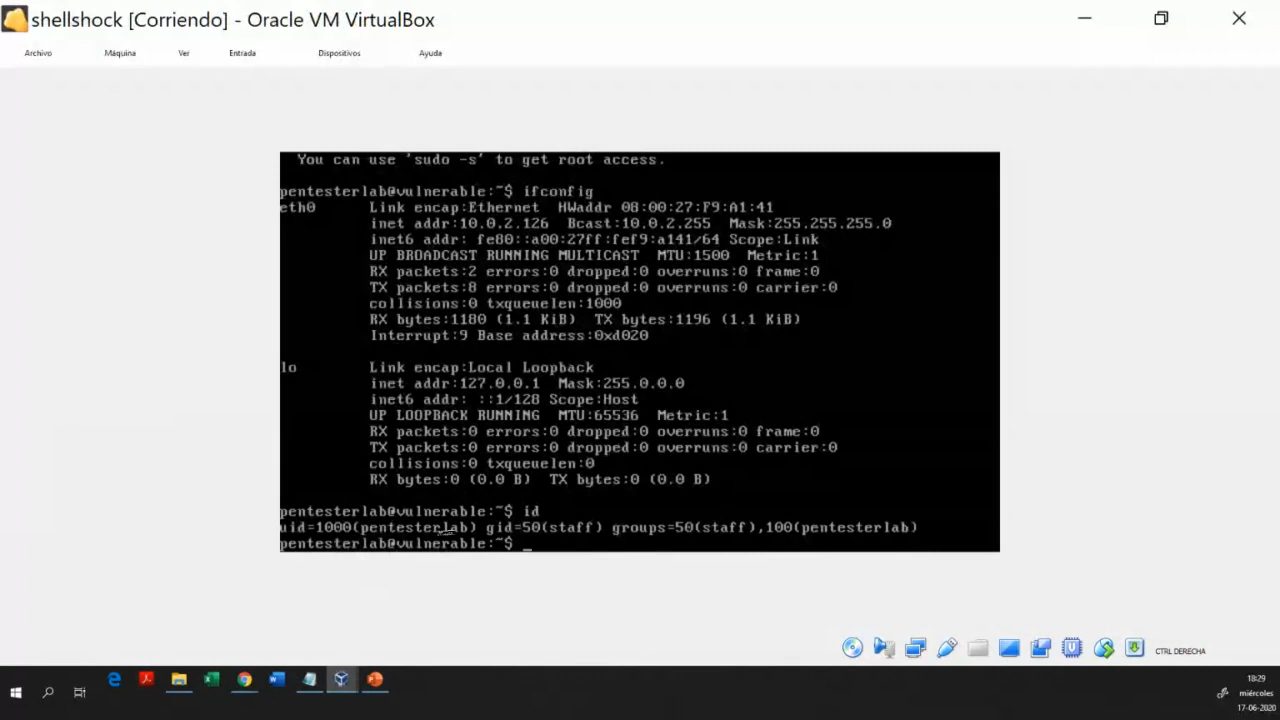 shellshock [Corriendo] - Oracle VM VirtualBox
Archivo Máquina Ver Entrada Dispositivos Ayuda
You can use 'sudo -s' to get root access.
pentesterlab@vulnerable:~$ ifconfig
eth0 Link encap:Ethernet HWaddr 08:00:27:F9:A1:41
inet addr:10.0.2.126 Bcast:10.0.2.255 Mask:255.255.255.0
inet6 addr: fe80::a00:27ff:fef9:a141/64 Scope:Link
UP BROADCAST RUNNING MULTICAST MTU:1500 Metric:1
RX packets:2 errors:0 dropped:0 overruns:0 frame:0
TX packets:8 errors:0 dropped:0 overruns:0 carrier:0
collisions:0 txqueuelen:1000
RX bytes:1180 (1.1 KiB) TX bytes:1196 (1.1 KiB)
Interrupt:9 Base address:0xd020
lo Link encap:Local Loopback
inet addr:127.0.0.1 Mask:255.0.0.0
inet6 addr: ::1/128 Scope:Host
UP LOOPBACK RUNNING MTU:65536 Metric:1
RX packets:0 errors:0 dropped:0 overruns:0 frame:0
TX packets:0 errors:0 dropped:0 overruns:0 carrier:0
collisions:0 txqueuelen:0
RX bytes:0 (0.0 B) TX bytes:0 (0.0 B)
pentesterlab@vulnerable:~$ id
uid=1000(pentesterlab) gid=50(staff) groups=50(staff),100(pentesterlab)
pentesterlab@vulnerable:~$ _
CTRL DERECHA
18:29
miércoles
17-06-2020